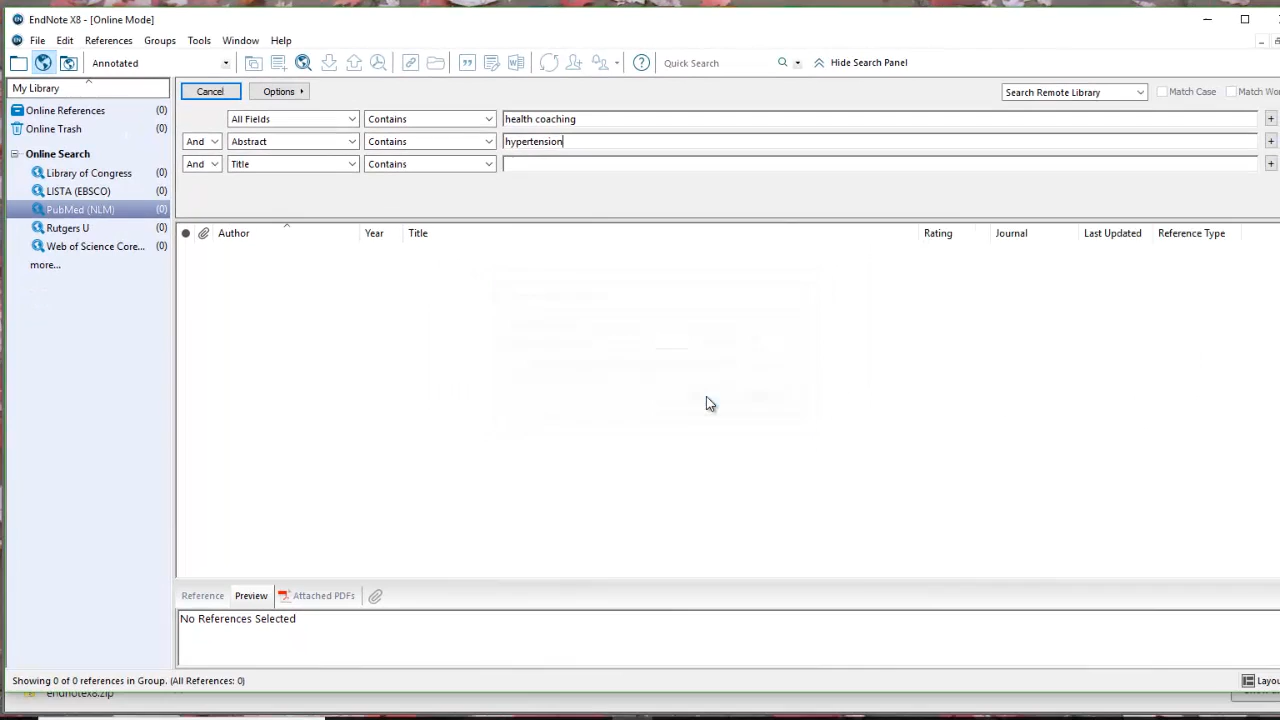 EndNote X8 - [Online Mode]
File Edit References Groups Tools Window Help
Annotated Quick Search Hide Search Panel
My Library Cancel Options Search Remote Library Match Case Match Wor
Online References (0) All Fields Contains health coaching
Online Trash (0) And Abstract Contains hypertension
Online Search And Title Contains
Library of Congress (0)
LISTA (EBSCO) (0)
PubMed (NLM) (0)
Rutgers U (0) Author Year Title Rating Journal Last Updated Reference Type
Web of Science Core... (0)
more...
Reference Preview Attached PDFs
No References Selected
Showing 0 of 0 references in Group. (All References: 0) Layou
endnotex8.zip